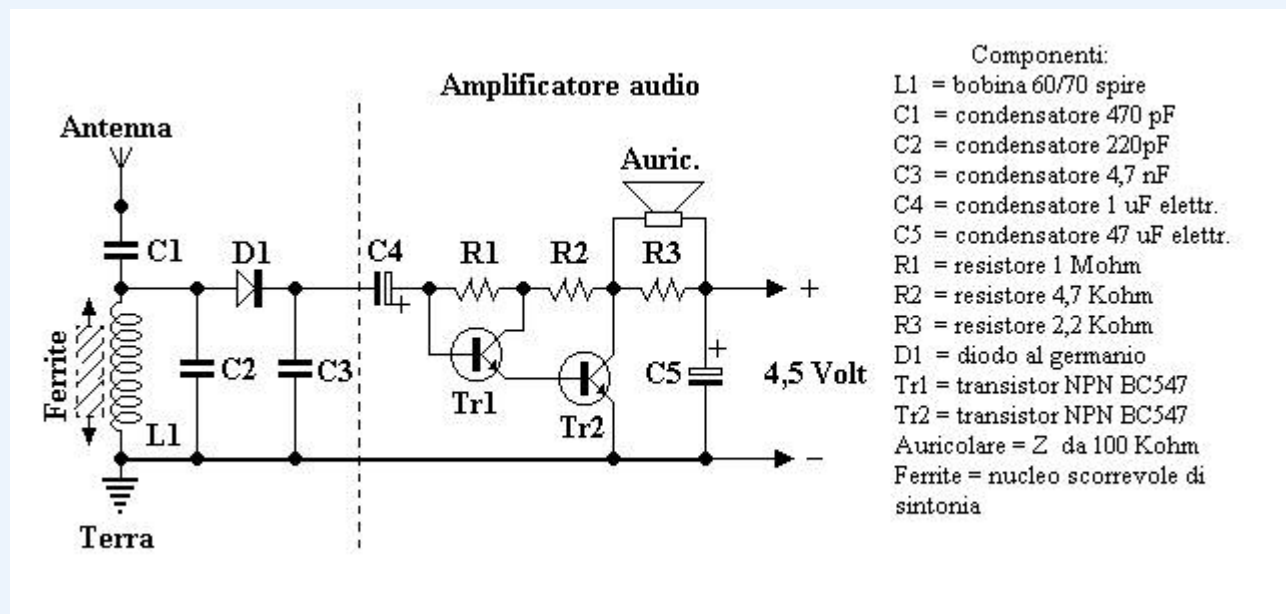 Amplificatore audio
Antenna
Auric.
C1
D1
C4
R1
R2
R3
+
+
+
Ferrite
L1
C2
C3
Tr1
Tr2
C5
4,5 Volt
−
Terra
Componenti:
L1 = bobina 60/70 spire
C1 = condensatore 470 pF
C2 = condensatore 220pF
C3 = condensatore 4,7 nF
C4 = condensatore 1 uF elettr.
C5 = condensatore 47 uF elettr.
R1 = resistore 1 Mohm
R2 = resistore 4,7 Kohm
R3 = resistore 2,2 Kohm
D1 = diodo al germanio
Tr1 = transistor NPN BC547
Tr2 = transistor NPN BC547
Auricolare = Z da 100 Kohm
Ferrite = nucleo scorrevole di
sintonia